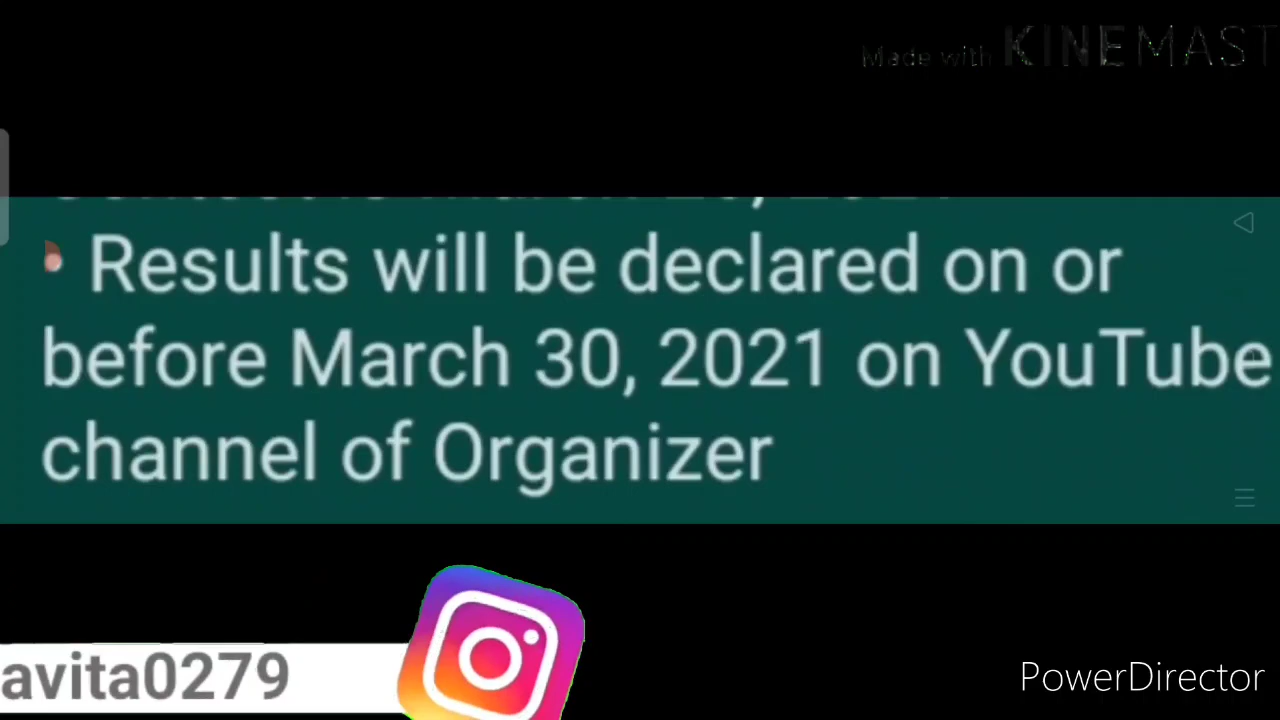 Made with KINEMAST
• Results will be declared on or
before March 30, 2021 on YouTube
channel of Organizer
avita0279
PowerDirector